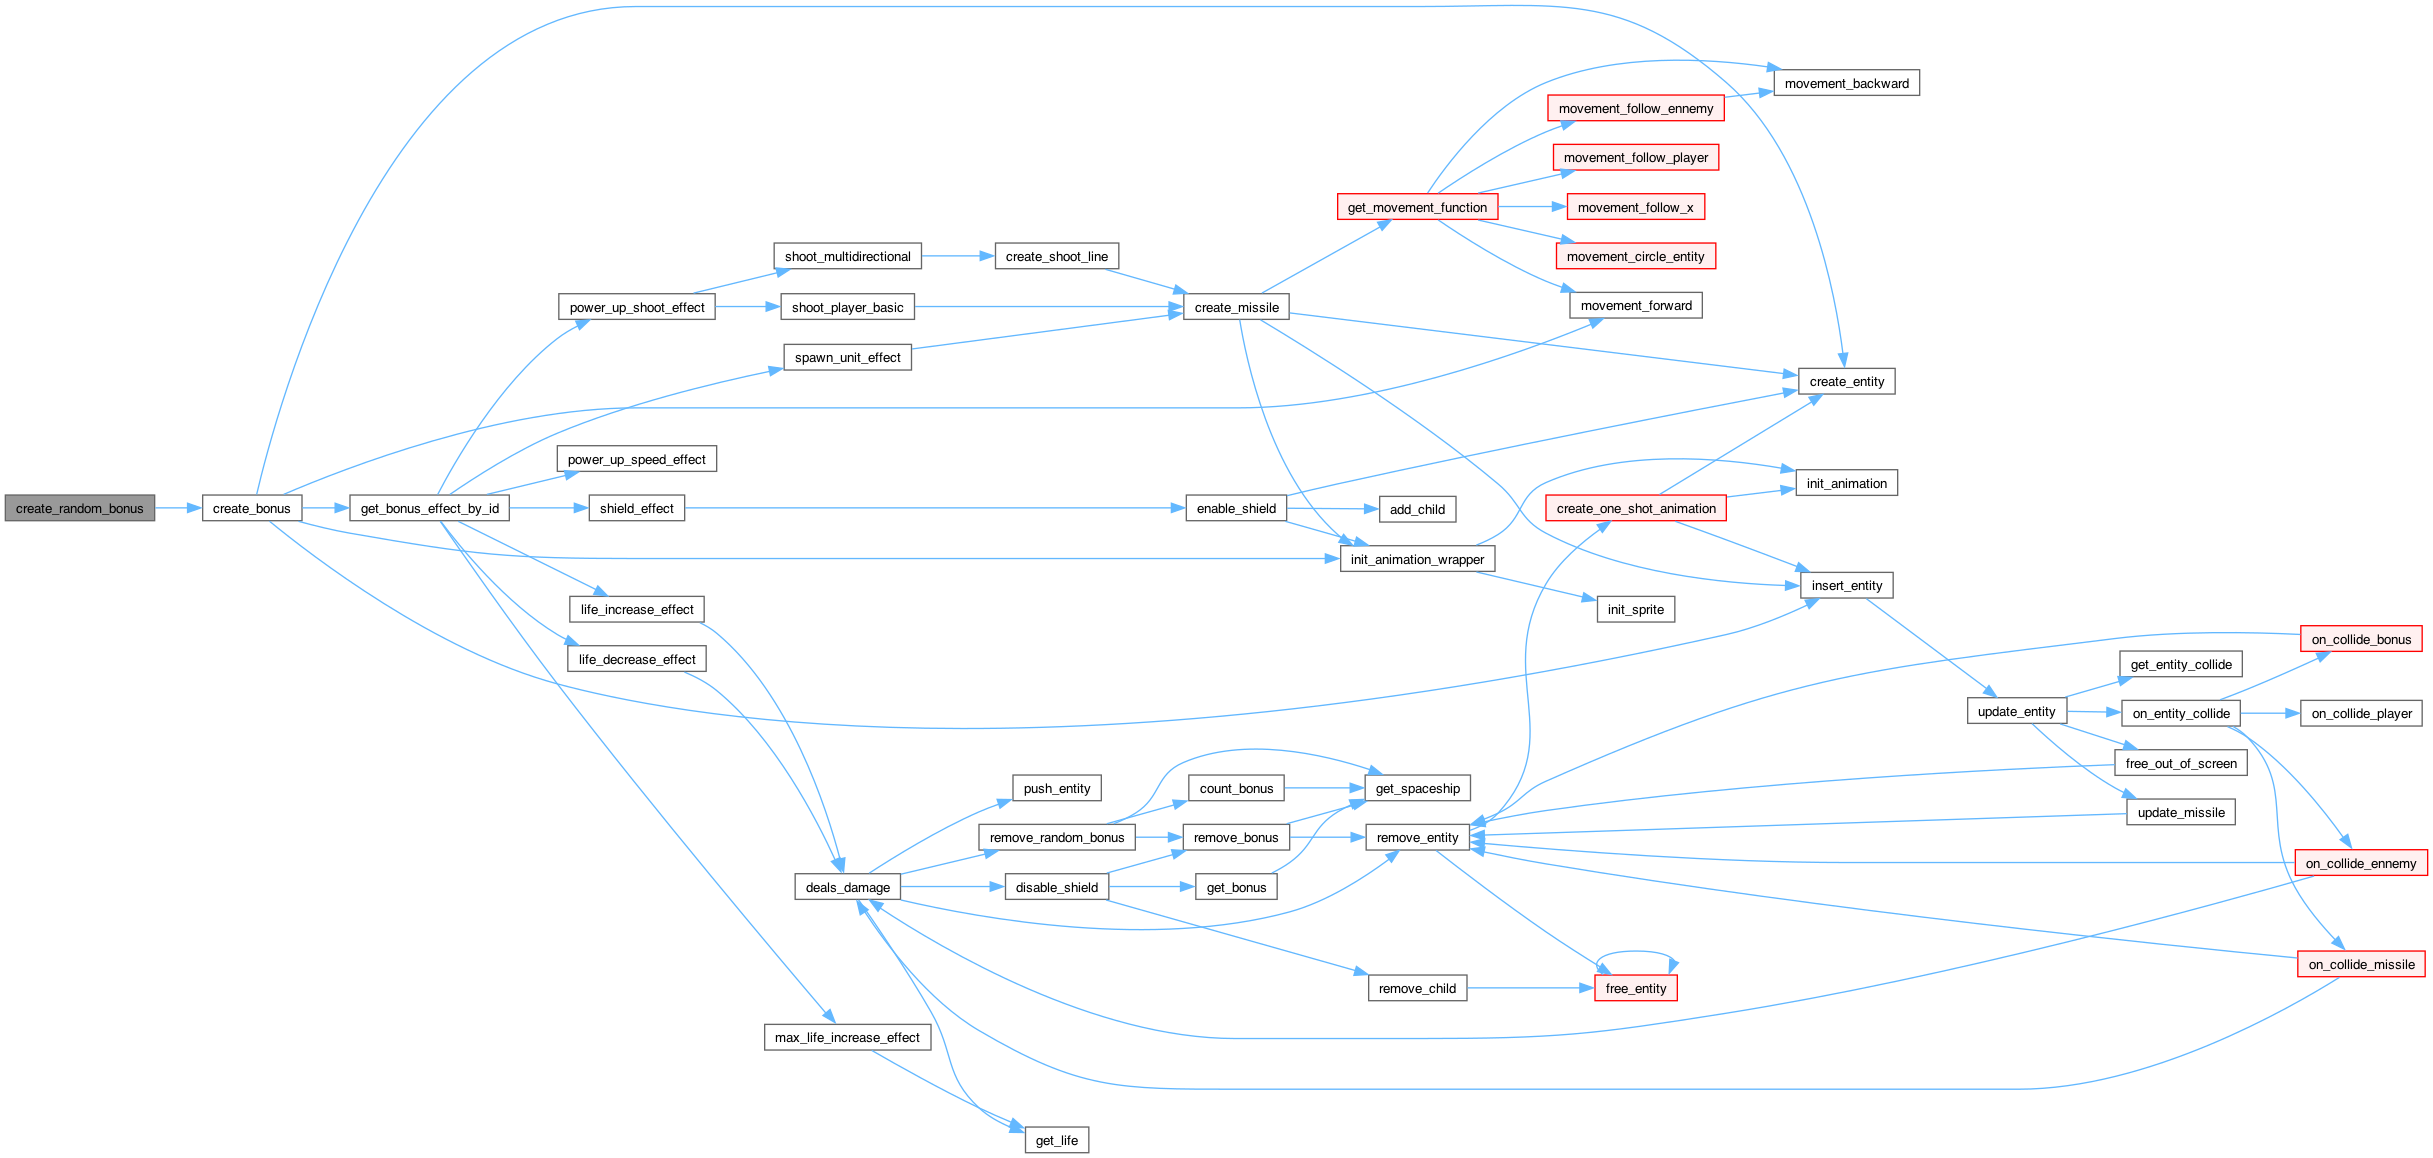 movement_backward
movement_follow_ennemy
movement_follow_player
get_movement_function
movement_follow_x
shoot_multidirectional
create_shoot_line
movement_circle_entity
power_up_shoot_effect
shoot_player_basic
create_missile
movement_forward
spawn_unit_effect
create_entity
power_up_speed_effect
init_animation
create_random_bonus
create_bonus
get_bonus_effect_by_id
shield_effect
enable_shield
add_child
create_one_shot_animation
init_animation_wrapper
insert_entity
life_increase_effect
init_sprite
on_collide_bonus
life_decrease_effect
get_entity_collide
update_entity
on_entity_collide
on_collide_player
free_out_of_screen
push_entity
count_bonus
get_spaceship
update_missile
remove_random_bonus
remove_bonus
remove_entity
on_collide_ennemy
deals_damage
disable_shield
get_bonus
on_collide_missile
remove_child
free_entity
max_life_increase_effect
get_life